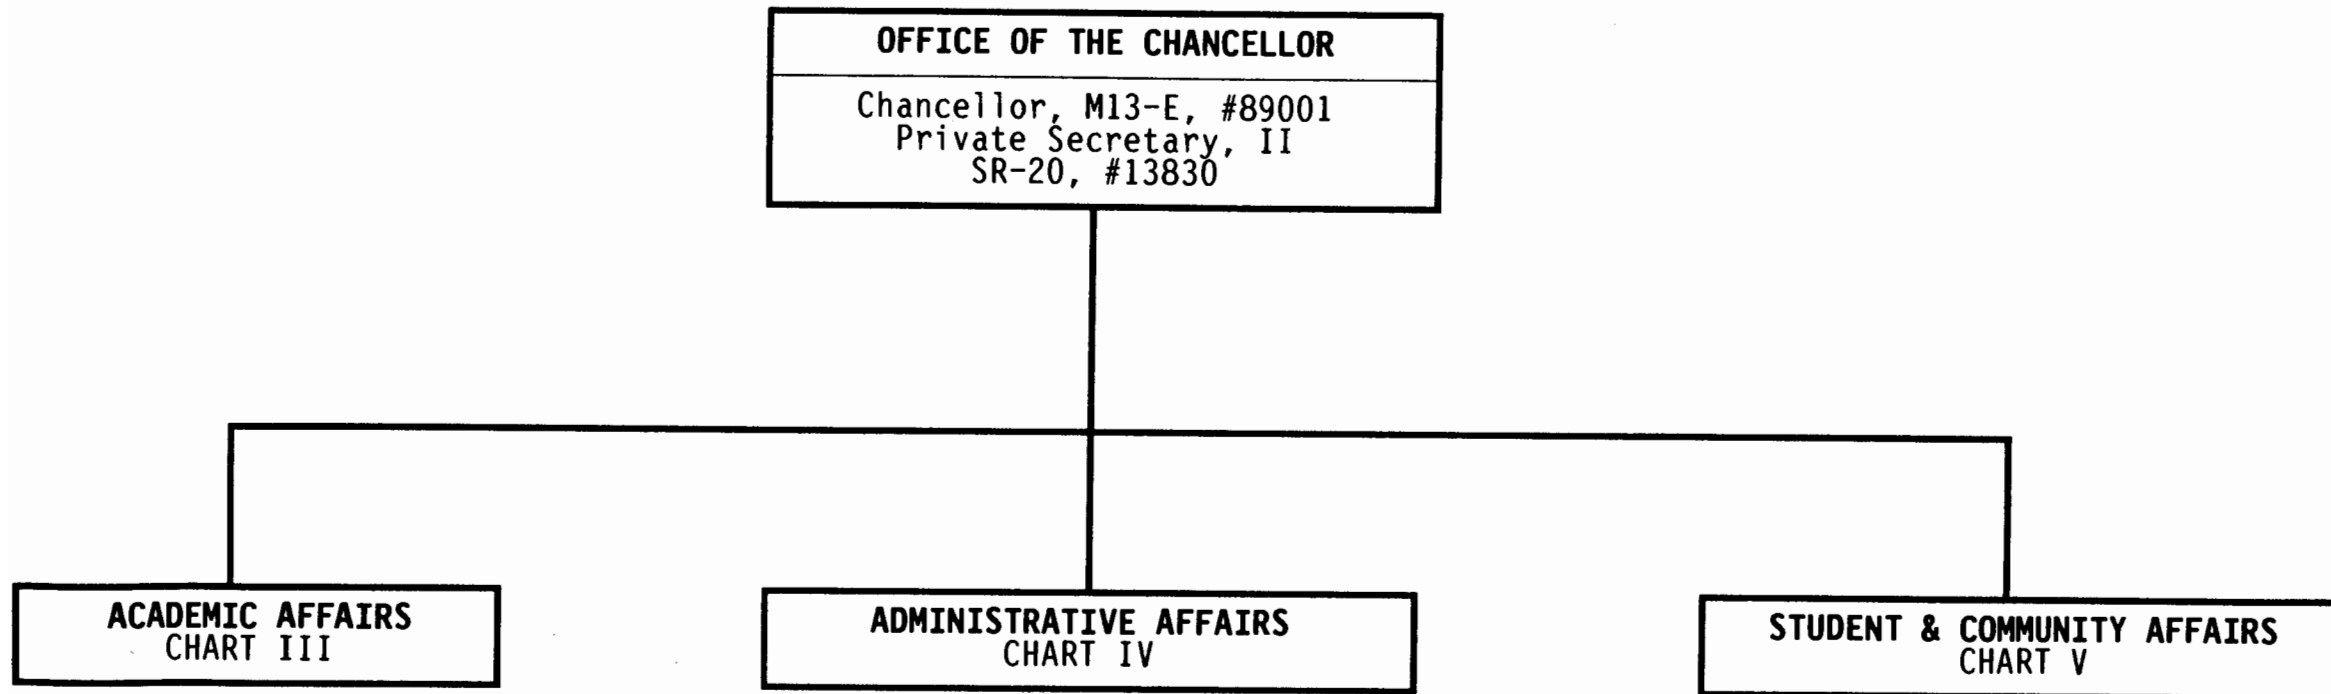 OFFICE OF THE CHANCELLOR
Chancellor, M13-E, #89001
Private Secretary, II
SR-20, #13830
ACADEMIC AFFAIRS
CHART III
ADMINISTRATIVE AFFAIRS
CHART IV
STUDENT & COMMUNITY AFFAIRS
CHART V